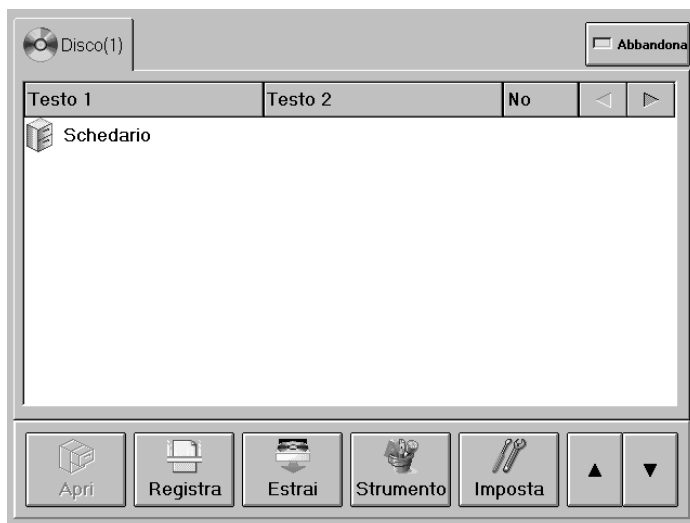 Disco(1)
Abbandona
Testo 1 Testo 2 No
Schedario
Apri Registra Estrai Strumento Imposta